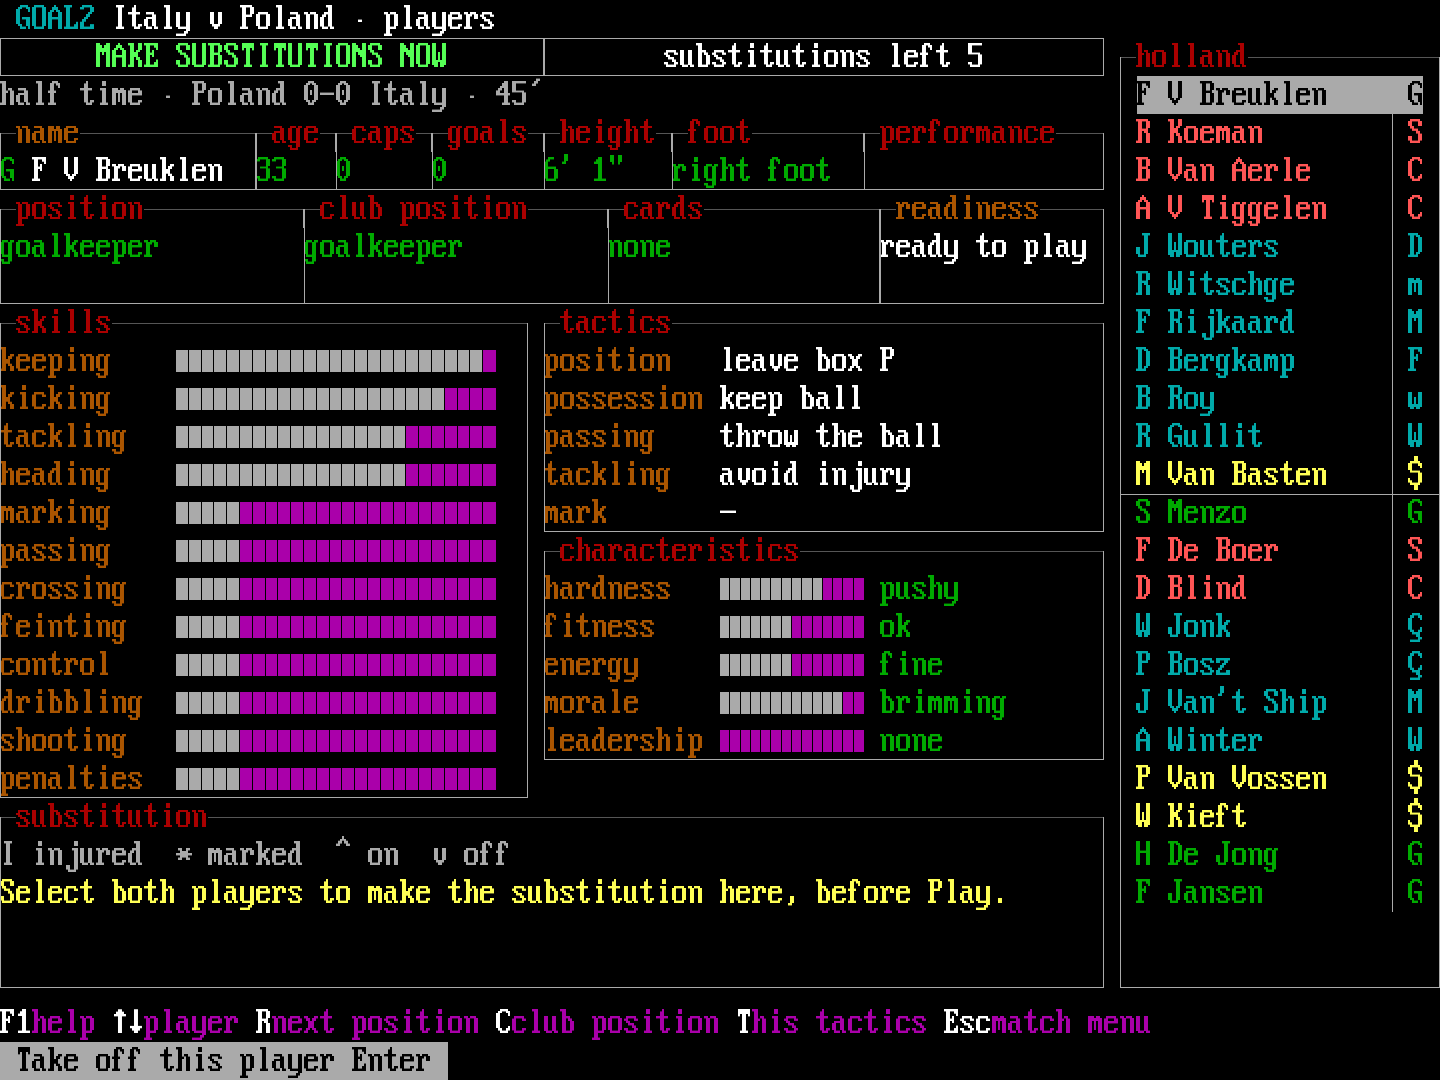 GOALZ Italy v Poland · players
MAKE SUBSTITUTIONS NOW substitutions left 5
half time · Poland 0-0 Italy · 45′
name age caps goals height foot performance
G F V Breuklen 33 0 0 6' 1" right foot
position club position cards readiness
goalkeeper goalkeeper none ready to play
skills
keeping
kicking
tackling
heading
marking
passing
crossing
feinting
control
dribbling
shooting
penalties
tactics
position leave box P
possession keep ball
passing throw the ball
tackling avoid injury
mark –
characteristics
hardness pushy
fitness ok
energy fine
morale brimming
leadership none
substitution
I injured * marked ^ on v off
Select both players to make the substitution here, before Play.
holland
F V Breuklen G
R Koeman S
B Van Aerle C
A V Tiggelen C
J Wouters D
R Witschge m
F Rijkaard M
D Bergkamp F
B Roy w
R Gullit W
M Van Basten $
S Menzo G
F De Boer S
D Blind C
W Jonk Ç
P Bosz Ç
J Van't Ship M
A Winter W
P Van Vossen $
W Kieft $
H De Jong G
F Jansen G
F1help ↑↓player Rnext position Cclub position This tactics Escmatch menu
Take off this player Enter